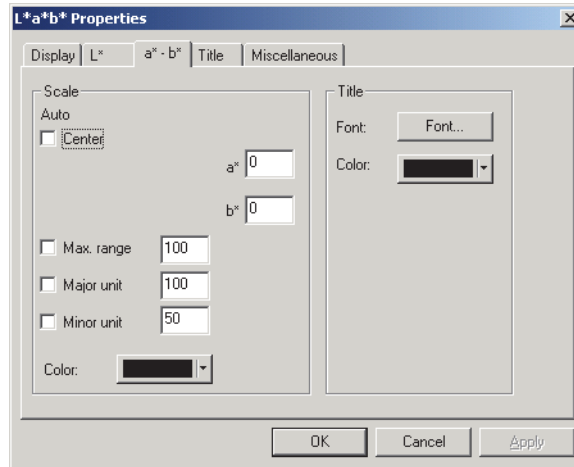 L*a*b* Properties
Display L* a* - b* Title Miscellaneous
Scale
Auto
Center
a* 0
b* 0
Max. range 100
Major unit 100
Minor unit 50
Color:
Title
Font: Font...
Color:
OK Cancel Apply